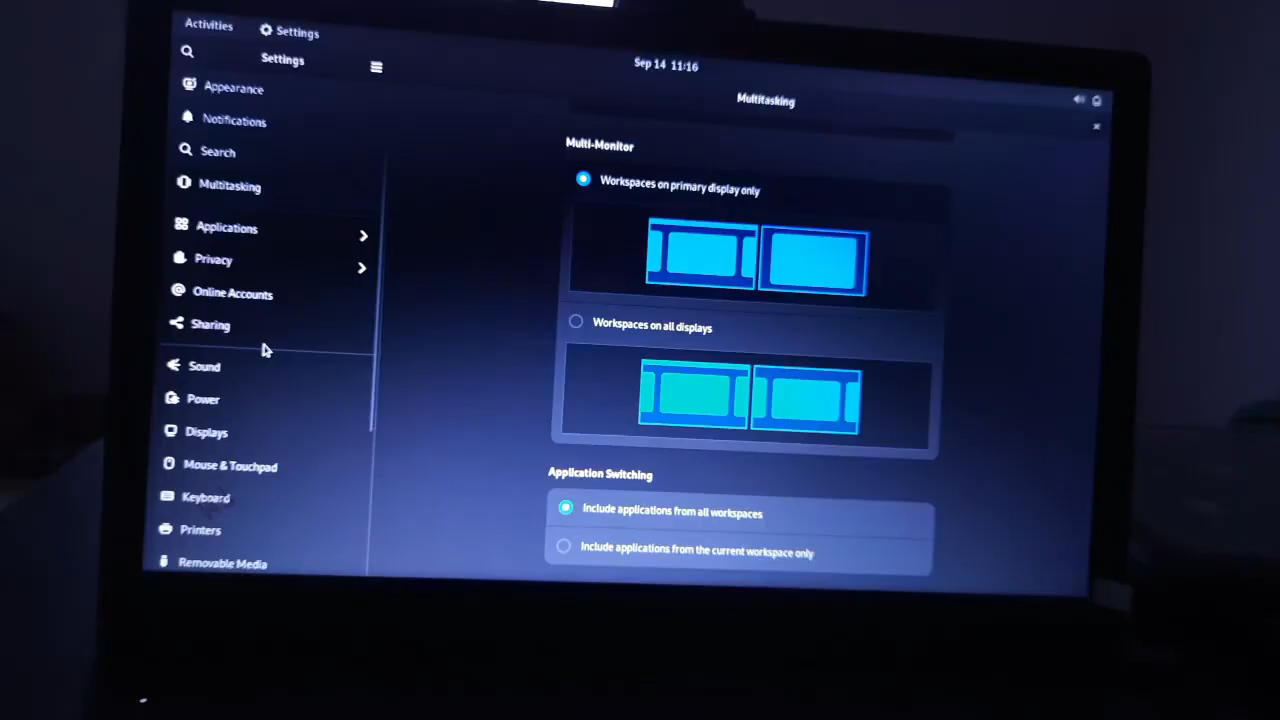 Activities
Settings
Sep 14 11:16
Settings
Multitasking
Appearance
Notifications
Search
Multitasking
Applications
Privacy
Online Accounts
Sharing
Sound
Power
Displays
Mouse & Touchpad
Keyboard
Printers
Removable Media
Multi-Monitor
Workspaces on primary display only
Workspaces on all displays
Application Switching
Include applications from all workspaces
Include applications from the current workspace only